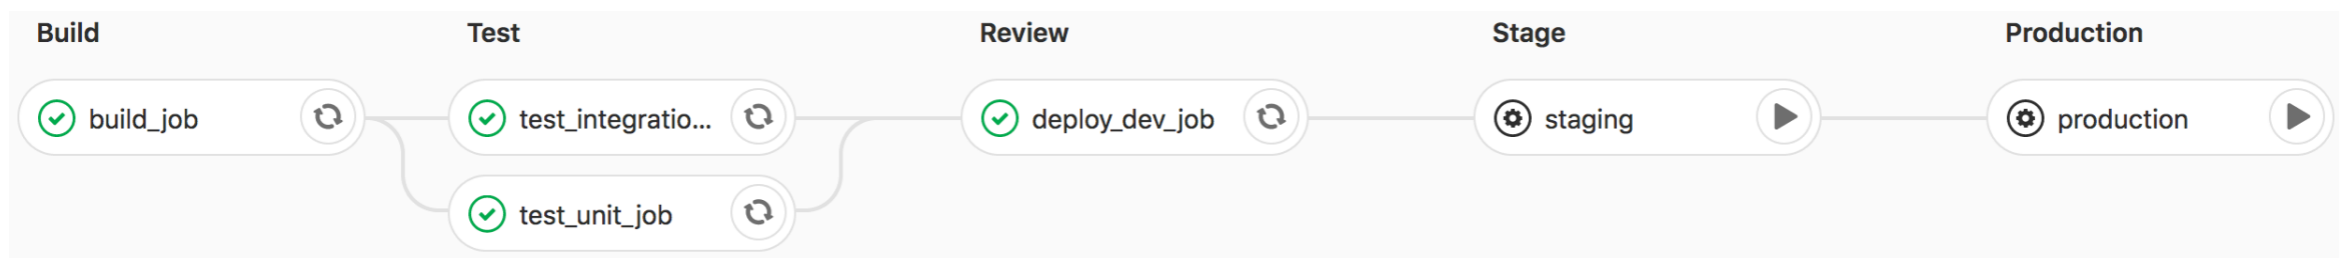 Build Test Review Stage Production
build_job test_integratio... deploy_dev_job staging production
test_unit_job